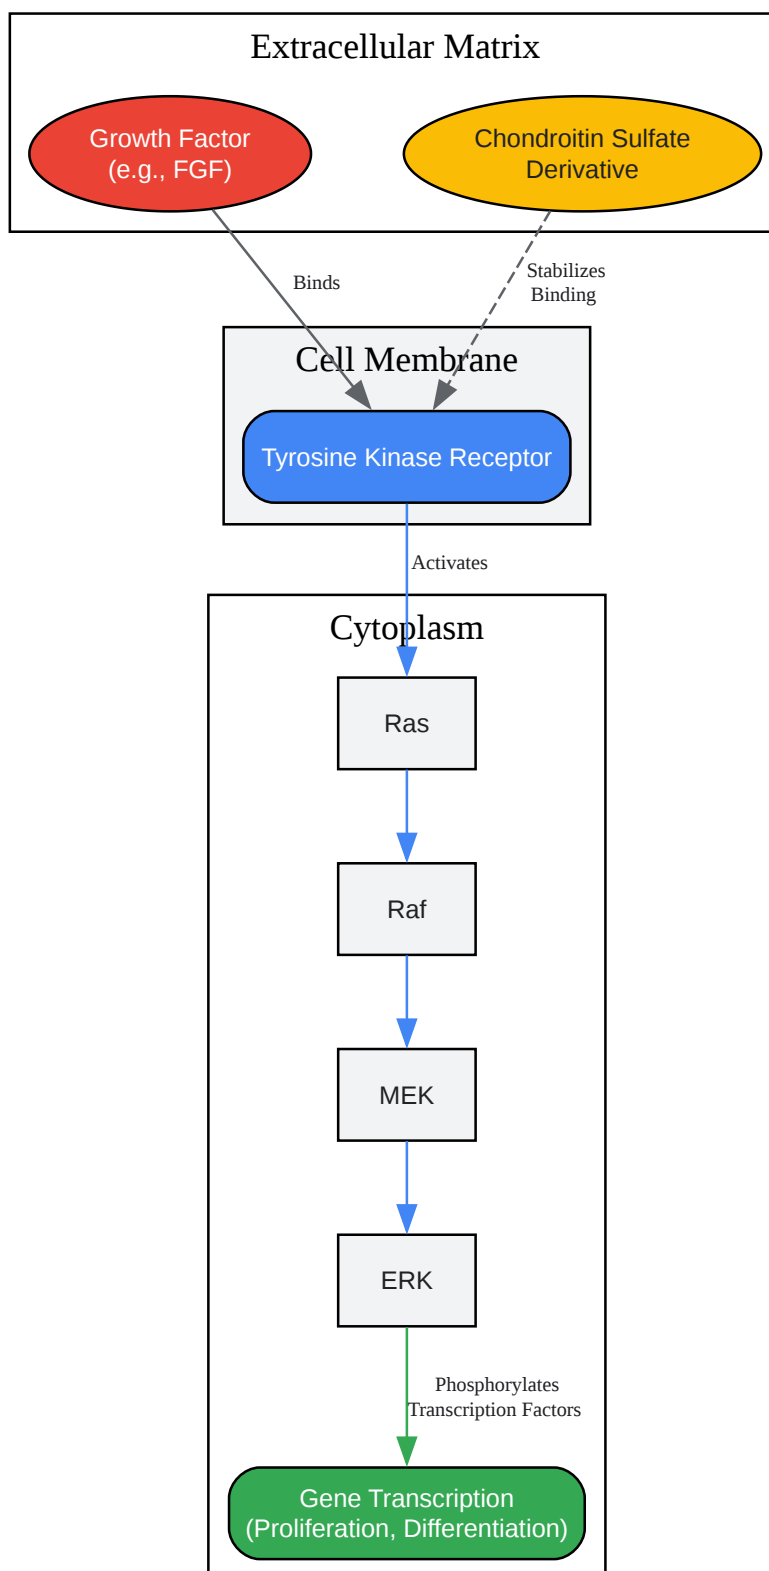 Extracellular Matrix
Growth Factor
(e.g., FGF)
Chondroitin Sulfate
Derivative
Binds
Stabilizes
Binding
Cell Membrane
Tyrosine Kinase Receptor
Activates
Cytoplasm
Ras
Raf
MEK
ERK
Phosphorylates
Transcription Factors
Gene Transcription
(Proliferation, Differentiation)